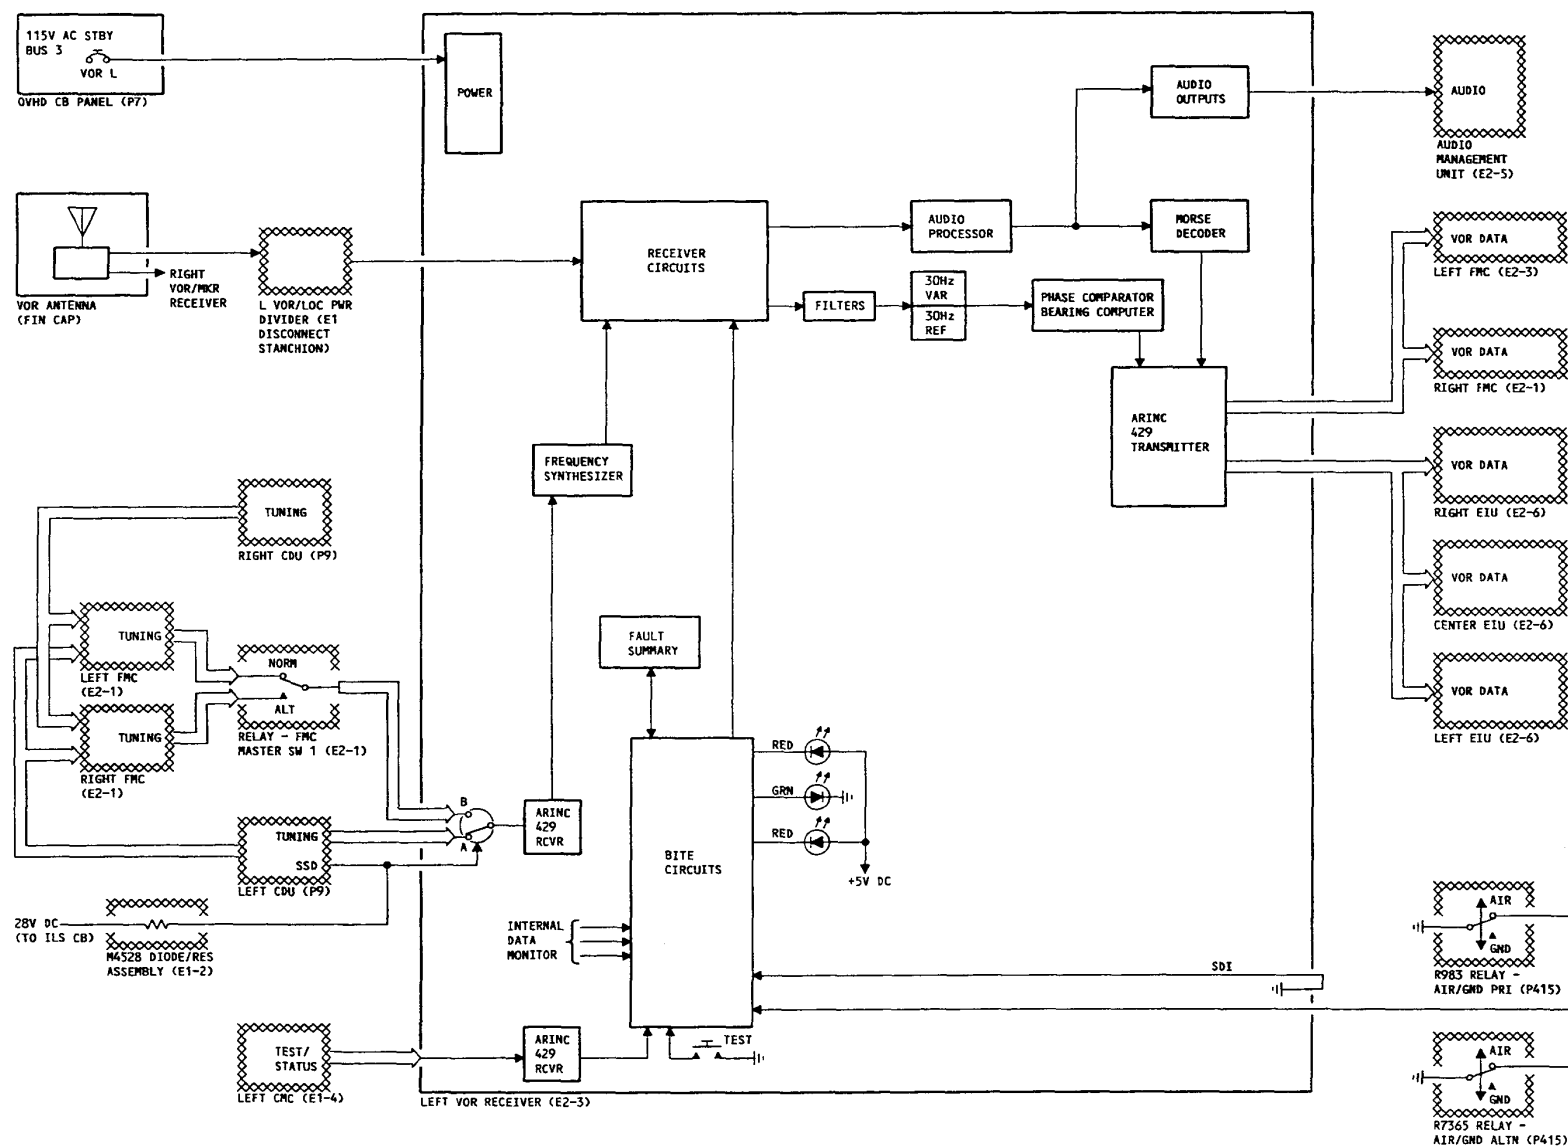 115V AC STBY
BUS 3
VOR L
OVHD CB PANEL (P7)
POWER
AUDIO
OUTPUTS
AUDIO
AUDIO
MANAGEMENT
UNIT (E2-5)
VOR ANTENNA
(FIN CAP)
RIGHT
VOR/MKR
RECEIVER
L VOR/LOC PWR
DIVIDER (E1
DISCONNECT
STANCHION)
RECEIVER
CIRCUITS
AUDIO
PROCESSOR
MORSE
DECODER
FILTERS
30Hz
VAR
30Hz
REF
PHASE COMPARATOR
BEARING COMPUTER
ARINC
429
TRANSMITTER
VOR DATA
LEFT FMC (E2-3)
VOR DATA
RIGHT FMC (E2-1)
VOR DATA
RIGHT EIU (E2-6)
VOR DATA
CENTER EIU (E2-6)
VOR DATA
LEFT EIU (E2-6)
FREQUENCY
SYNTHESIZER
TUNING
RIGHT CDU (P9)
TUNING
LEFT FMC
(E2-1)
TUNING
RIGHT FMC
(E2-1)
NORM
ALT
RELAY - FMC
MASTER SW 1 (E2-1)
FAULT
SUMMARY
B
A
ARINC
429
RCVR
TUNING
SSD
LEFT CDU (P9)
28V DC
(TO ILS CB)
M4528 DIODE/RES
ASSEMBLY (E1-2)
RED
GRN
RED
+5V DC
BITE
CIRCUITS
INTERNAL
DATA
MONITOR
SDI
TEST
TEST/
STATUS
LEFT CMC (E1-4)
ARINC
429
RCVR
LEFT VOR RECEIVER (E2-3)
AIR
GND
R983 RELAY -
AIR/GND PRI (P415)
AIR
GND
R7365 RELAY -
AIR/GND ALTN (P415)